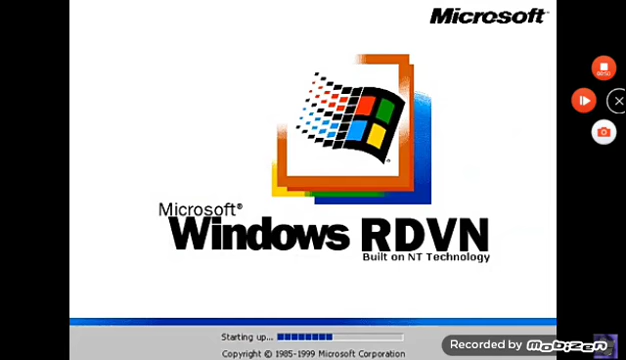 Microsoft®
Microsoft®
Windows RDVN
Built on NT Technology
Starting up...
Copyright © 1985-1999 Microsoft Corporation
Recorded by mobizen